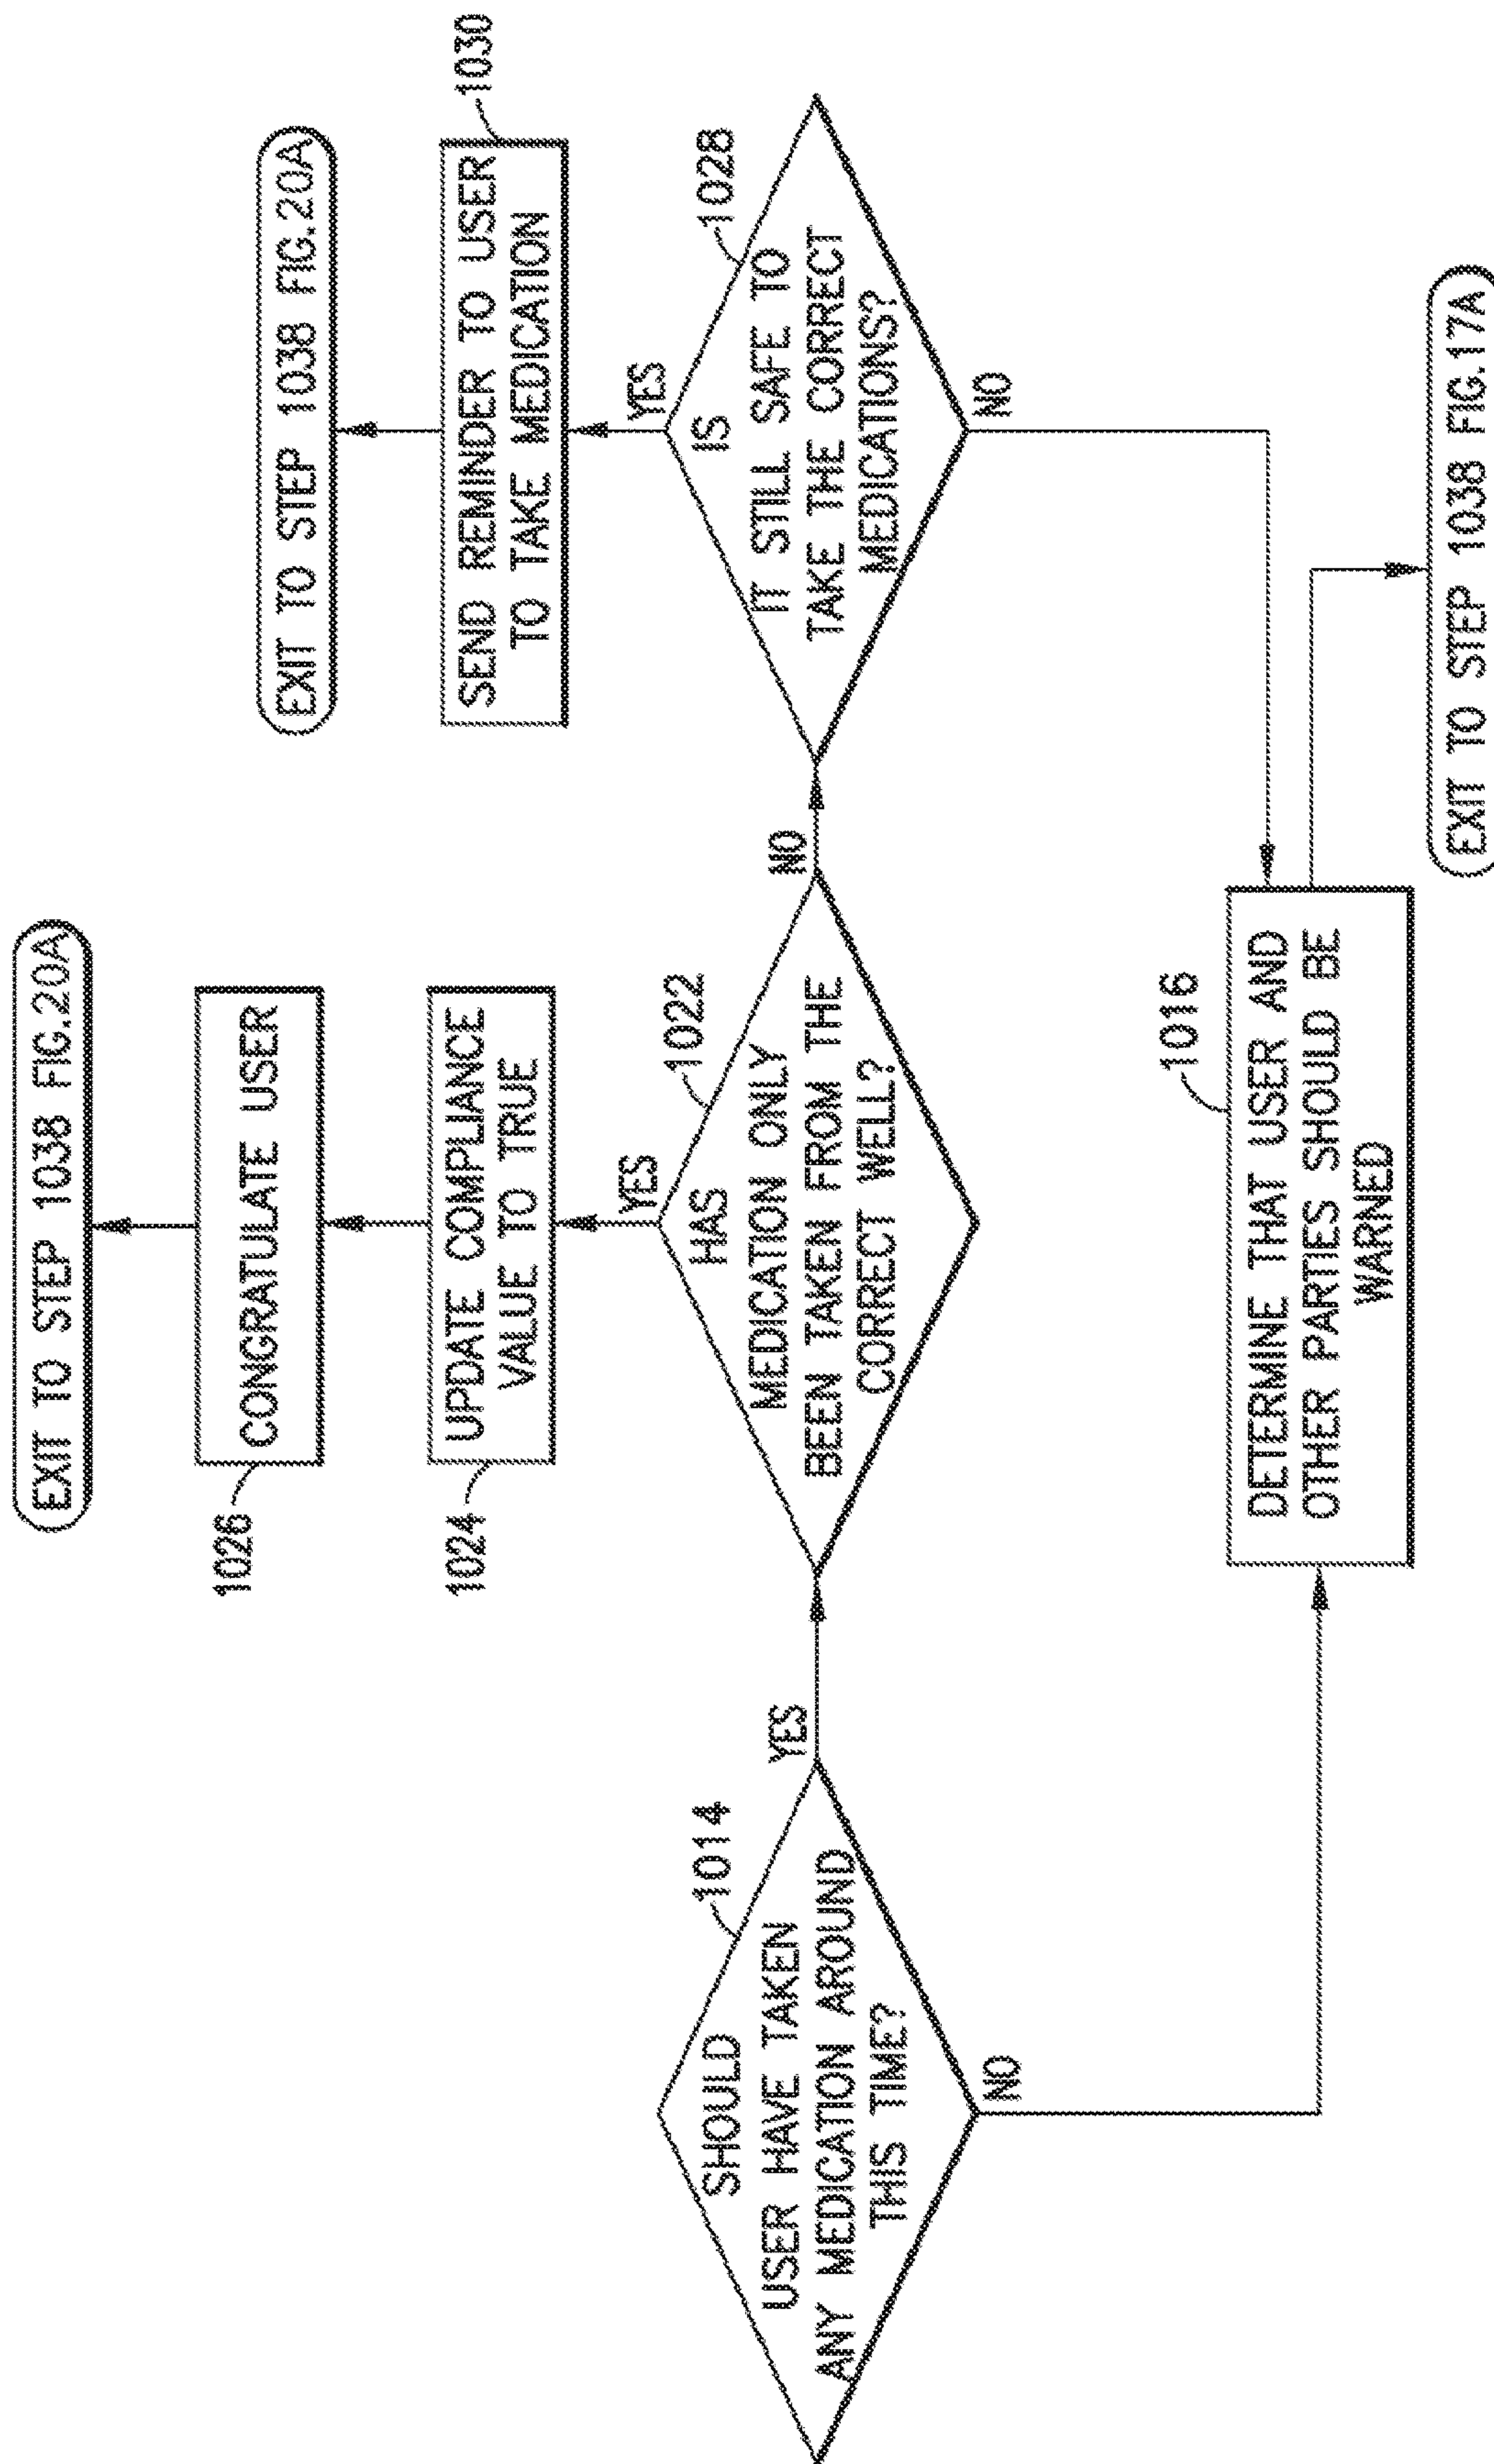 EXIT TO STEP 1038 FIG.20A
1026
CONGRATULATE USER
1024
UPDATE COMPLIANCE
VALUE TO TRUE
YES
EXIT TO STEP 1038 FIG.20A
1030
SEND REMINDER TO USER
TO TAKE MEDICATION
YES
1014
SHOULD
USER HAVE TAKEN
ANY MEDICATION AROUND
THIS TIME?
YES
NO
1022
HAS
MEDICATION ONLY
BEEN TAKEN FROM THE
CORRECT WELL?
NO
1028
IS
IT STILL SAFE TO
TAKE THE CORRECT
MEDICATIONS?
NO
1016
DETERMINE THAT USER AND
OTHER PARTIES SHOULD BE
WARNED
EXIT TO STEP 1038 FIG.17A